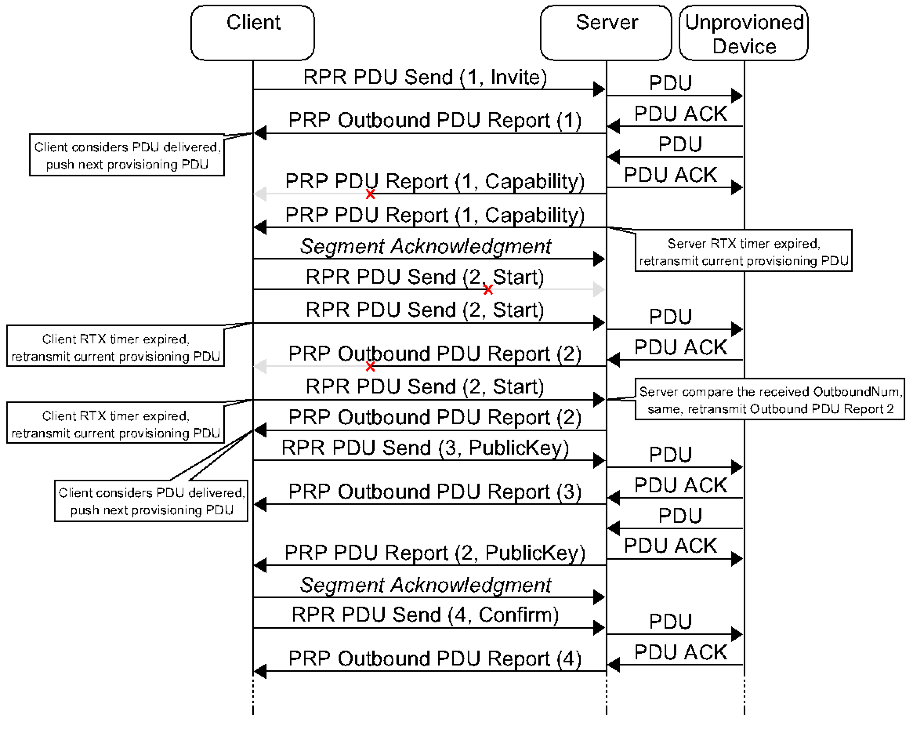 Client
Server
Unprovioned
Device
RPR PDU Send (1, Invite)
PDU
PDU ACK
PRP Outbound PDU Report (1)
Client considers PDU delivered,
push next provisioning PDU
PDU
PDU ACK
PRP PDU Report (1, Capability)
PRP PDU Report (1, Capability)
Server RTX timer expired,
retransmit current provisioning PDU
Segment Acknowledgment
RPR PDU Send (2, Start)
RPR PDU Send (2, Start)
PDU
Client RTX timer expired,
retransmit current provisioning PDU
PDU ACK
PRP Outbound PDU Report (2)
RPR PDU Send (2, Start)
Server compare the received OutboundNum,
same, retransmit Outbound PDU Report 2
Client RTX timer expired,
retransmit current provisioning PDU
PRP Outbound PDU Report (2)
RPR PDU Send (3, PublicKey)
PDU
PDU ACK
Client considers PDU delivered,
push next provisioning PDU
PRP Outbound PDU Report (3)
PDU
PDU ACK
PRP PDU Report (2, PublicKey)
Segment Acknowledgment
RPR PDU Send (4, Confirm)
PDU
PDU ACK
PRP Outbound PDU Report (4)